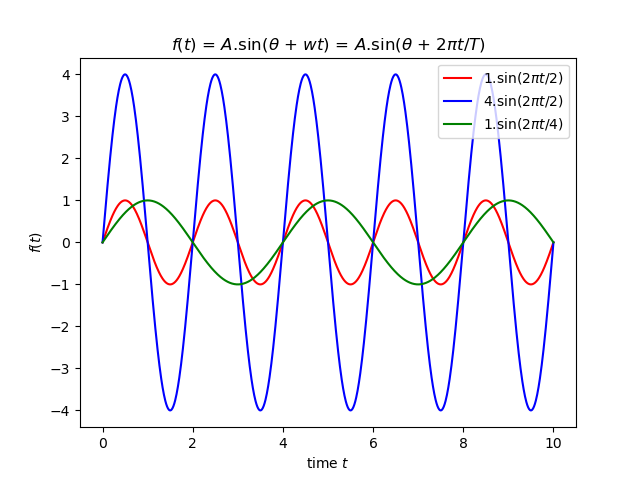 f(t) = A.sin(θ + wt) = A.sin(θ + 2πt/T)
1.sin(2πt/2)
4.sin(2πt/2)
1.sin(2πt/4)
f(t)
4
3
2
1
0
−1
−2
−3
−4
0 2 4 6 8 10
time t